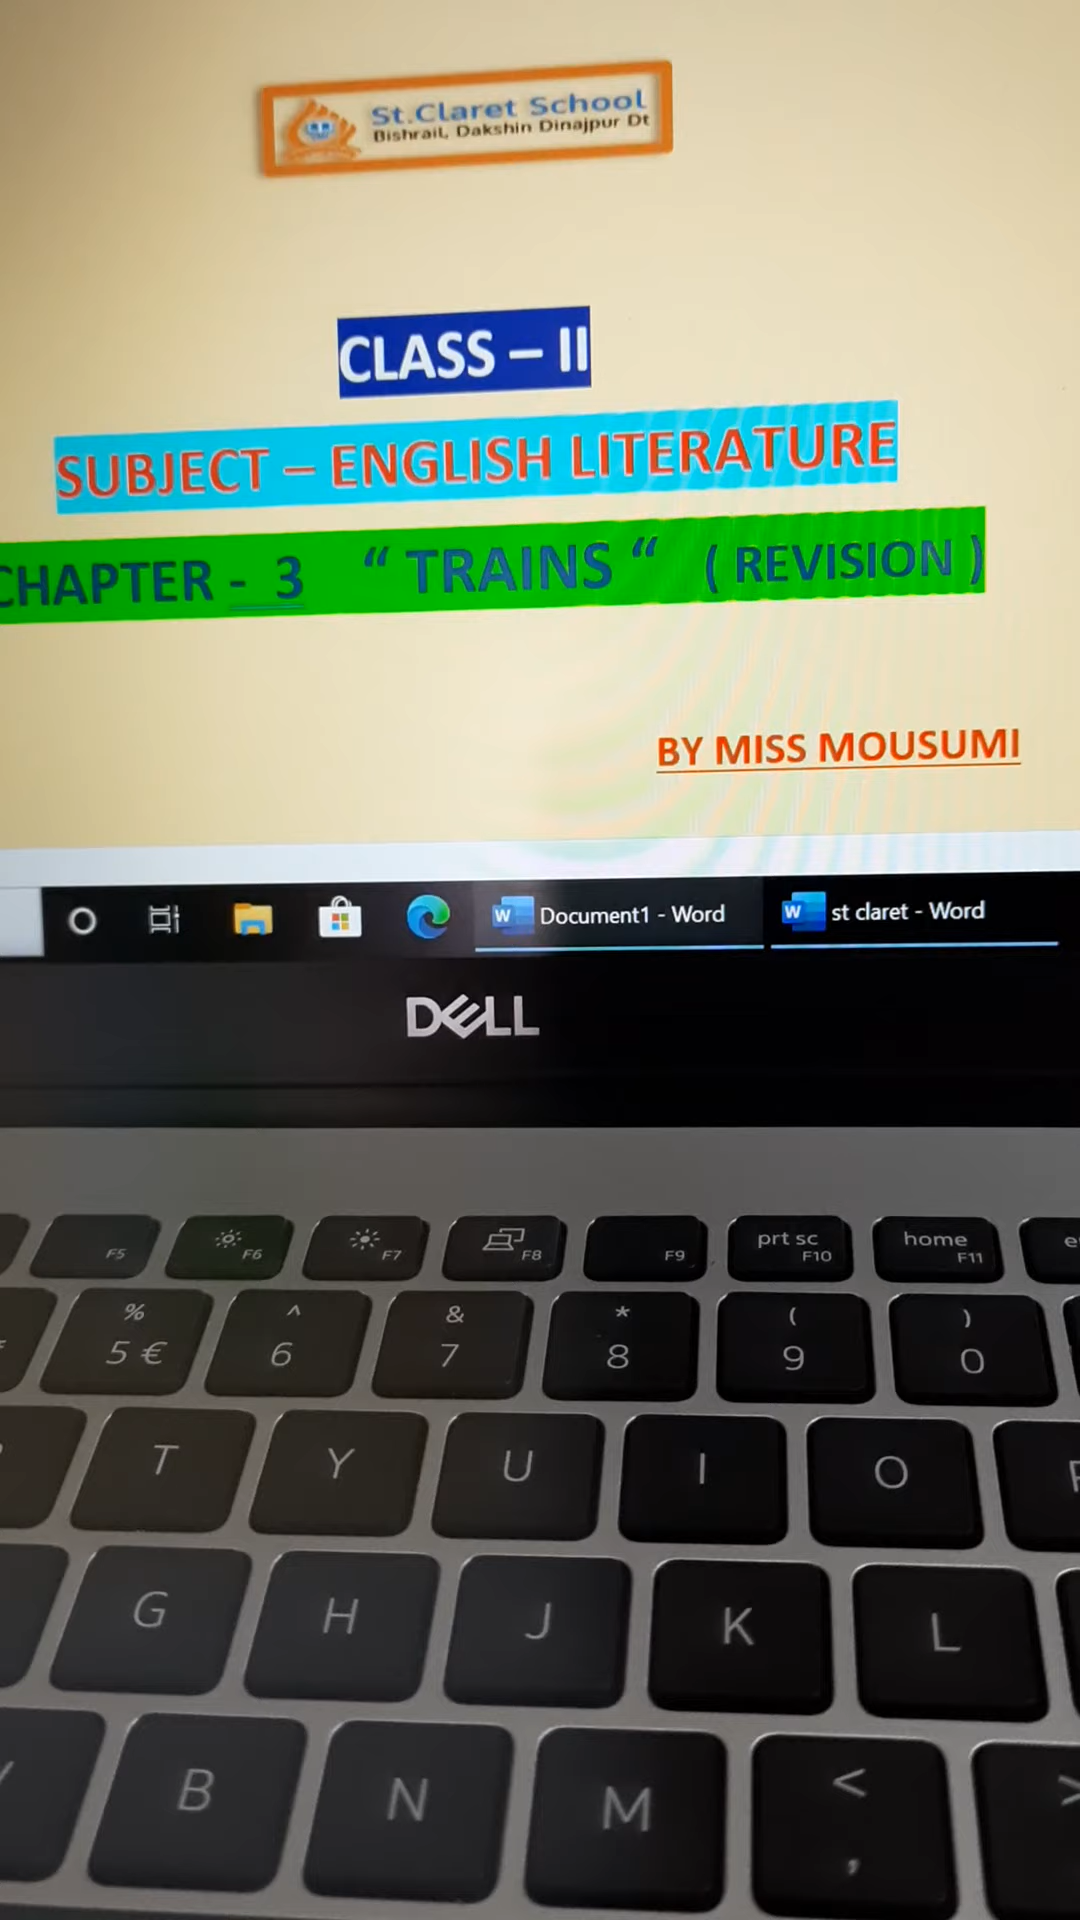 St.Claret School
Bishrail, Dakshin Dinajpur Dt
CLASS – II
SUBJECT – ENGLISH LITERATURE
CHAPTER - 3 “ TRAINS “ ( REVISION )
BY MISS MOUSUMI
Document1 - Word
st claret - Word
DELL
F5 F6 F7 F8 F9 prt sc F10 home F11
% 5 € ^ 6 & 7 * 8 ( 9 ) 0
T Y U I O
G H J K L
B N M < , >